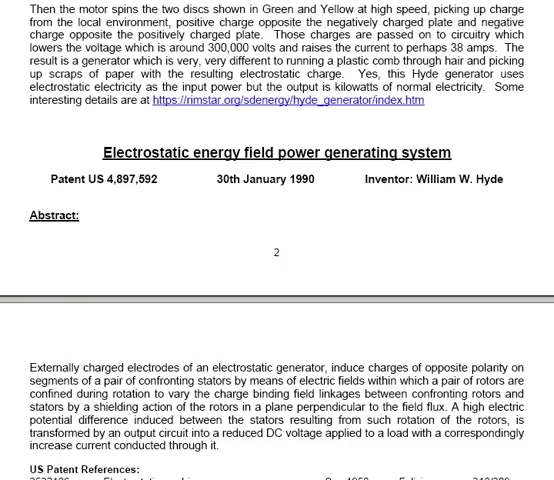 Then the motor spins the two discs shown in Green and Yellow at high speed, picking up charge
from the local environment, positive charge opposite the negatively charged plate and negative
charge opposite the positively charged plate. Those charges are passed on to circuitry which
lowers the voltage which is around 300,000 volts and raises the current to perhaps 38 amps. The
result is a generator which is very, very different to running a plastic comb through hair and picking
up scraps of paper with the resulting electrostatic charge. Yes, this Hyde generator uses
electrostatic electricity as the input power but the output is kilowatts of normal electricity. Some
interesting details are at https://rimstar.org/sdenergy/hyde_generator/index.htm
Electrostatic energy field power generating system
Patent US 4,897,592 30th January 1990 Inventor: William W. Hyde
Abstract:
2
Externally charged electrodes of an electrostatic generator, induce charges of opposite polarity on
segments of a pair of confronting stators by means of electric fields within which a pair of rotors are
confined during rotation to vary the charge binding field linkages between confronting rotors and
stators by a shielding action of the rotors in a plane perpendicular to the field flux. A high electric
potential difference induced between the stators resulting from such rotation of the rotors, is
transformed by an output circuit into a reduced DC voltage applied to a load with a correspondingly
increase current conducted through it.
US Patent References: